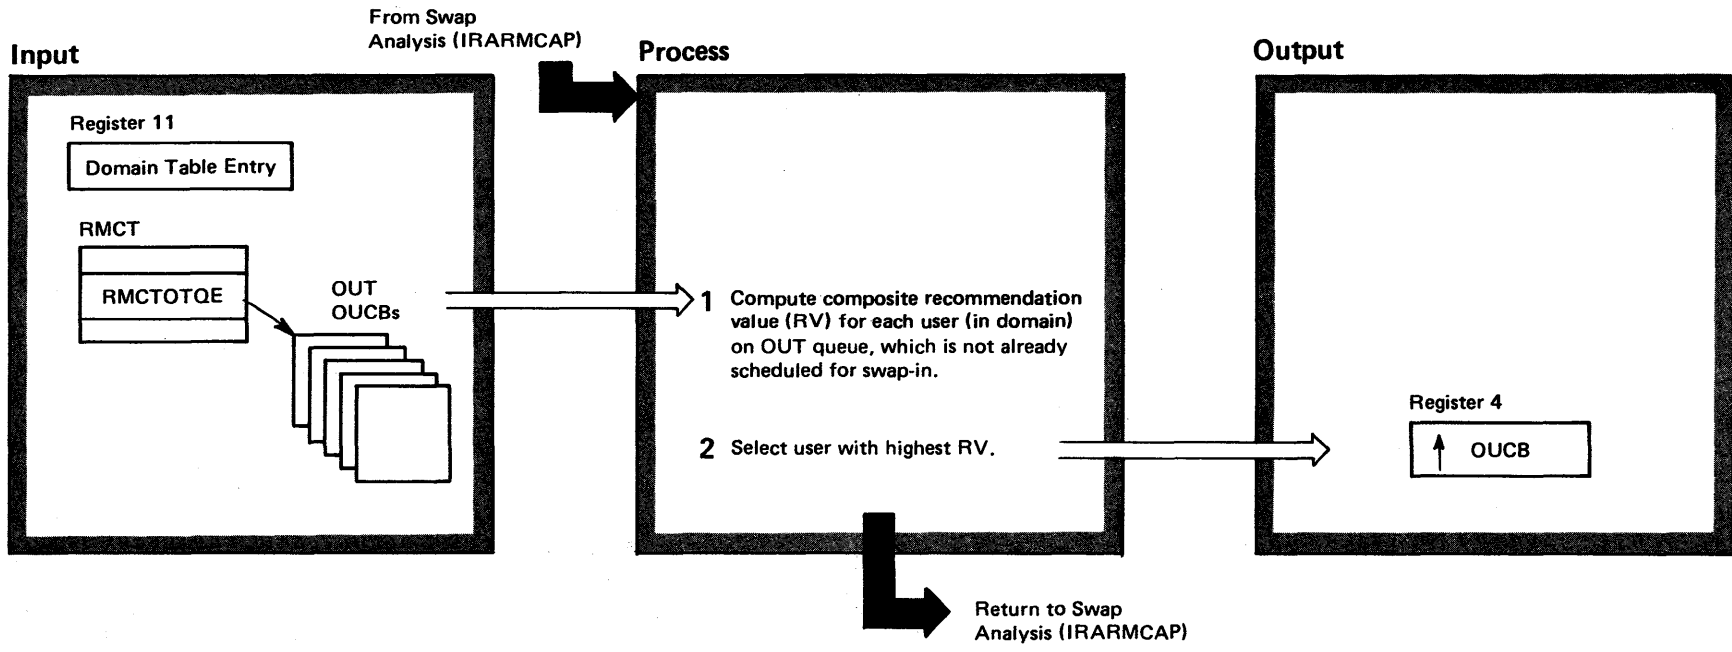 From Swap
Analysis (IRARMCAP)
Input
Process
Output
Register 11
Domain Table Entry
RMCT
RMCTOTQE
OUT
OUCBs
1 Compute composite recommendation
value (RV) for each user (in domain)
on OUT queue, which is not already
scheduled for swap-in.
2 Select user with highest RV.
Register 4
OUCB
Return to Swap
Analysis (IRARMCAP)